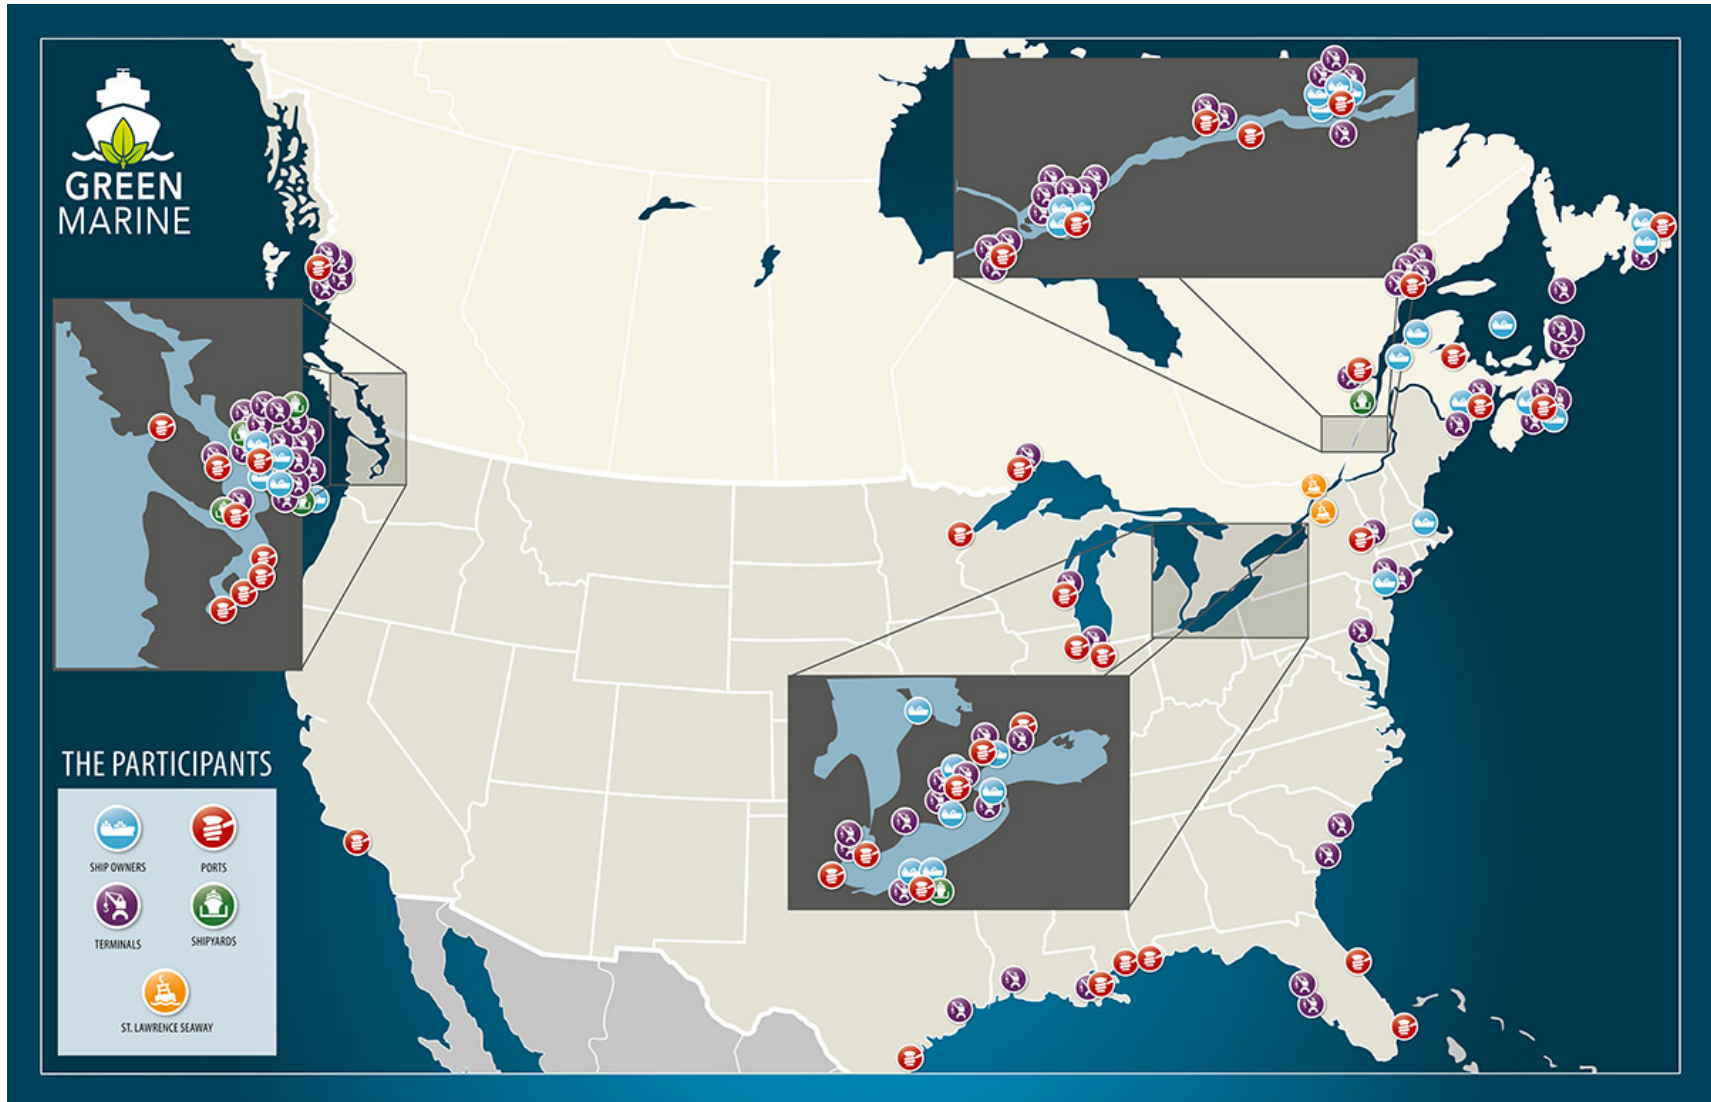 GREEN
MARINE
THE PARTICIPANTS
SHIP OWNERS
PORTS
TERMINALS
SHIPYARDS
ST. LAWRENCE SEAWAY